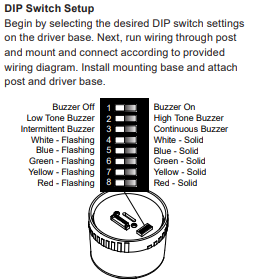 DIP Switch Setup
Begin by selecting the desired DIP switch settings
on the driver base. Next, run wiring through post
and mount and connect according to provided
wiring diagram. Install mounting base and attach
post and driver base.
Buzzer Off 1 Buzzer On
Low Tone Buzzer 2 High Tone Buzzer
Intermittent Buzzer 3 Continuous Buzzer
White - Flashing 4 White - Solid
Blue - Flashing 5 Blue - Solid
Green - Flashing 6 Green - Solid
Yellow - Flashing 7 Yellow - Solid
Red - Flashing 8 Red - Solid